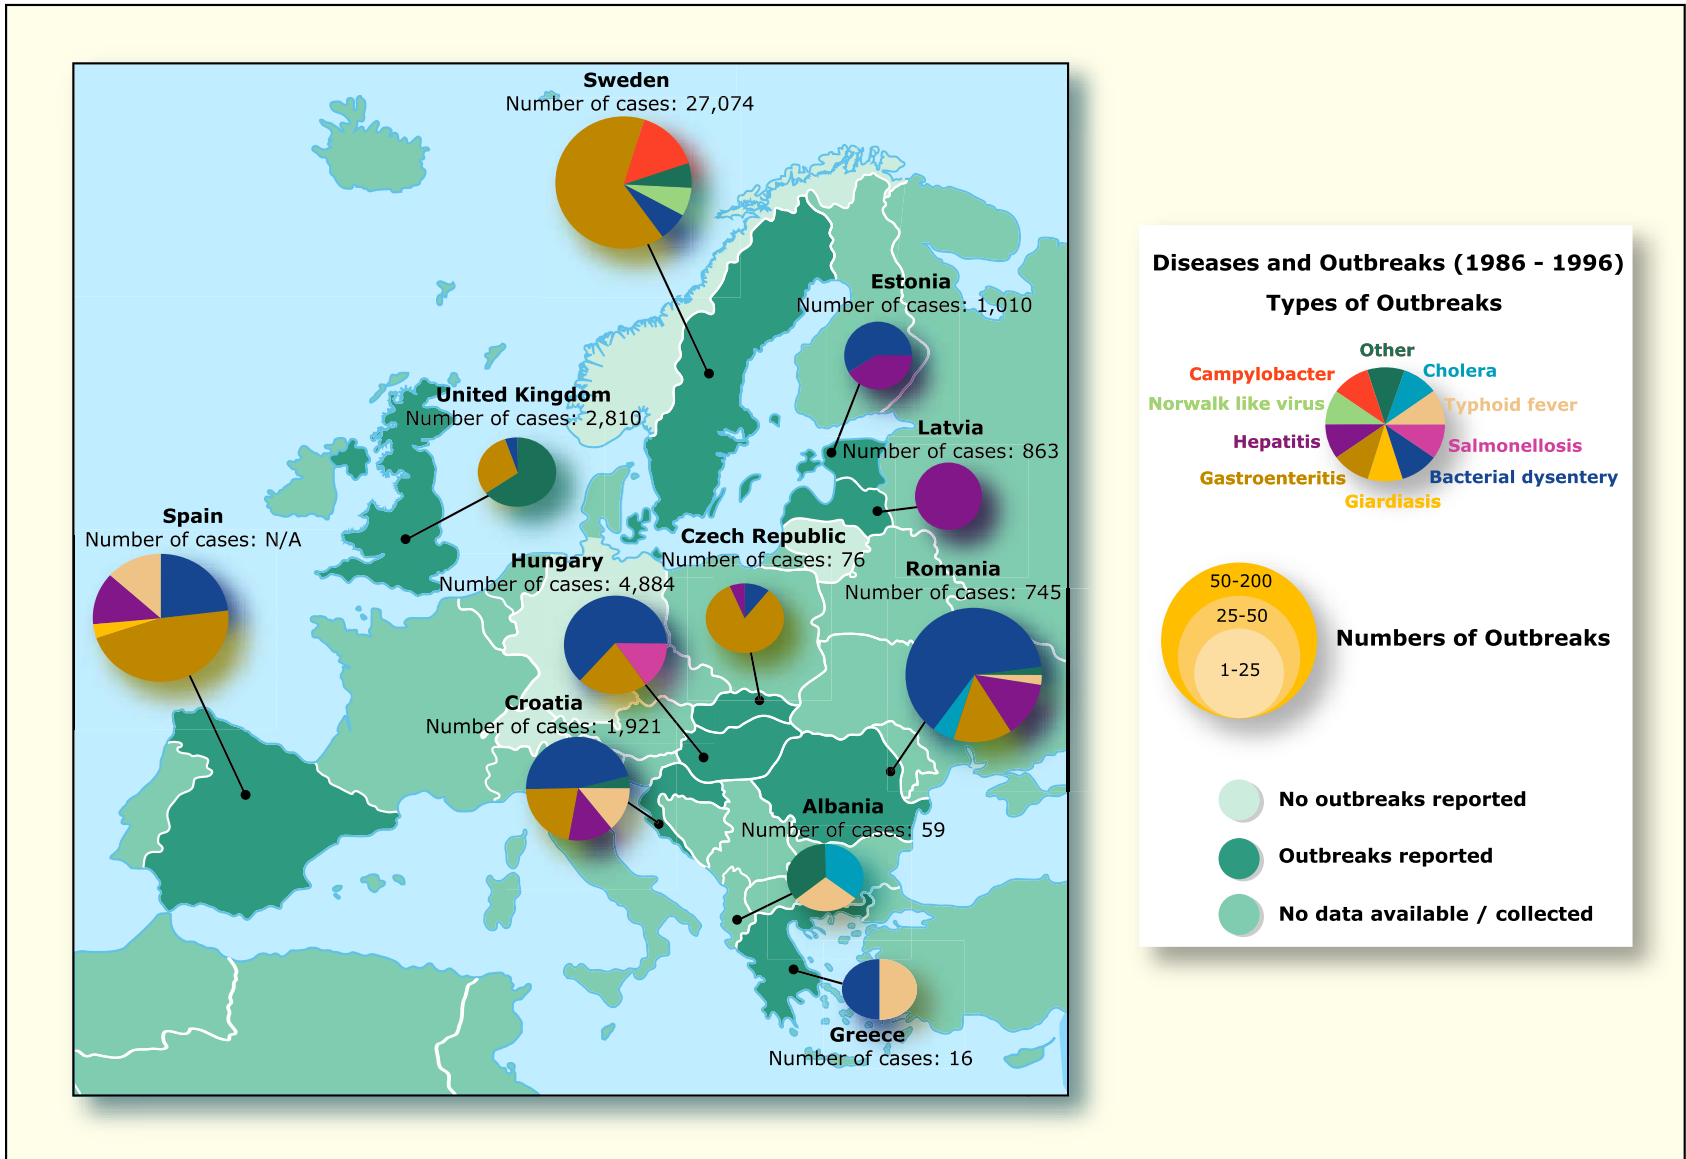 Sweden
Number of cases: 27,074
Estonia
Number of cases: 1,010
United Kingdom
Number of cases: 2,810
Latvia
Number of cases: 863
Spain
Number of cases: N/A
Czech Republic
Number of cases: 76
Hungary
Number of cases: 4,884
Romania
Number of cases: 745
Croatia
Number of cases: 1,921
Albania
Number of cases: 59
Greece
Number of cases: 16
Diseases and Outbreaks (1986 - 1996)
Types of Outbreaks
Other
Cholera
Campylobacter
Typhoid fever
Norwalk like virus
Hepatitis
Salmonellosis
Gastroenteritis
Bacterial dysentery
Giardiasis
50-200
25-50
1-25
Numbers of Outbreaks
No outbreaks reported
Outbreaks reported
No data available / collected